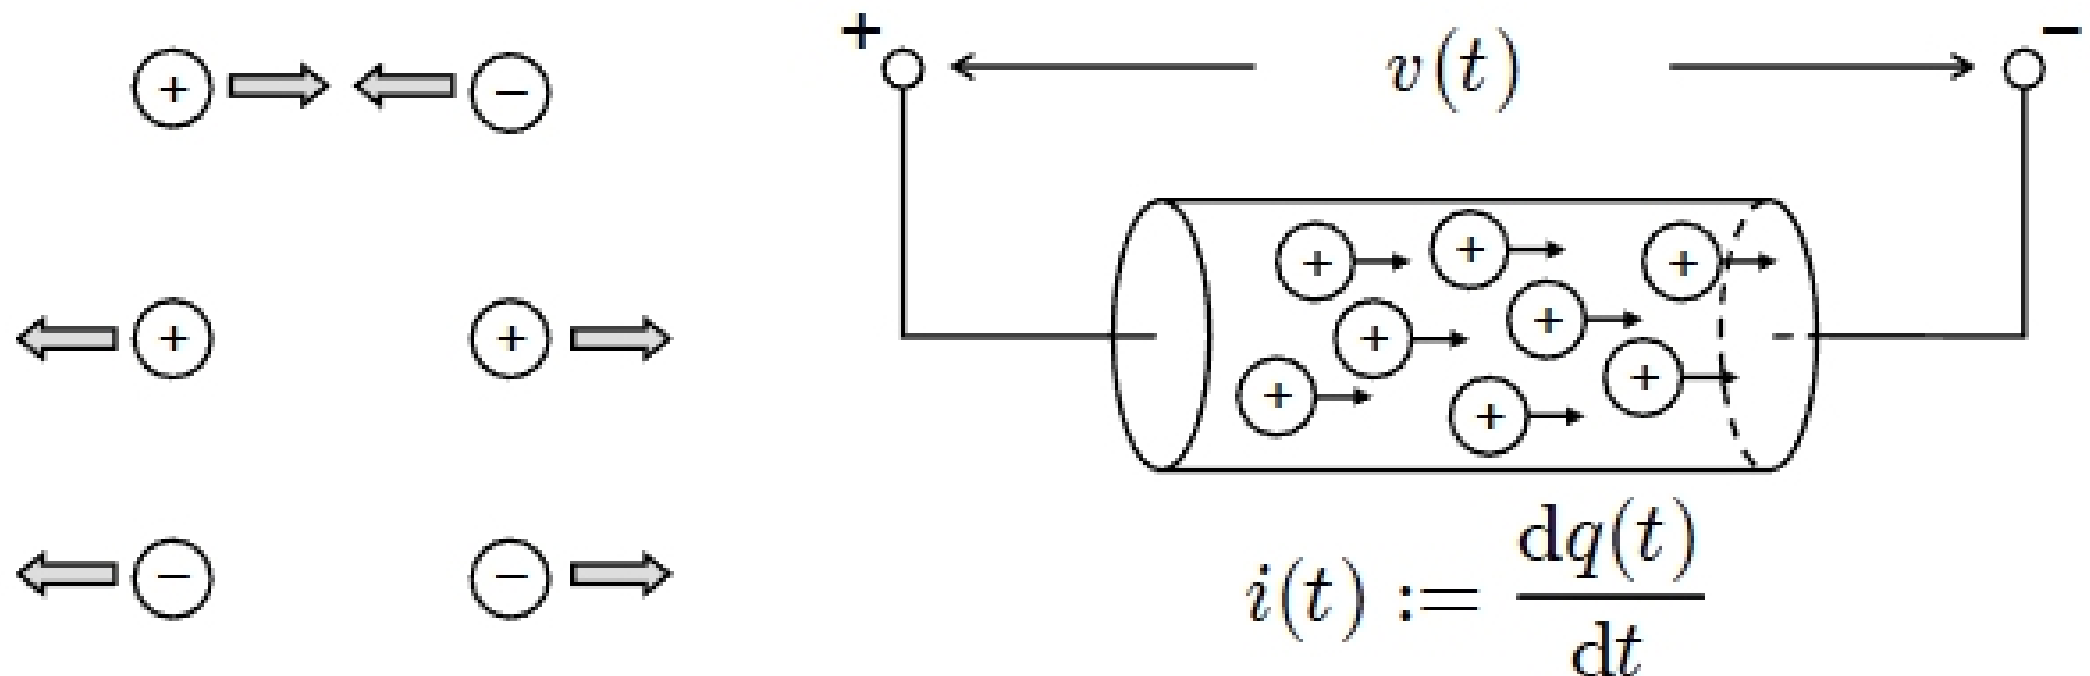 + −
+ +
− −
+ v(t) −
+ + +
+ +
+ + +
i(t) := dq(t)/dt